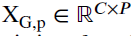 X_{G,p} ∈ ℝ^{C×P}